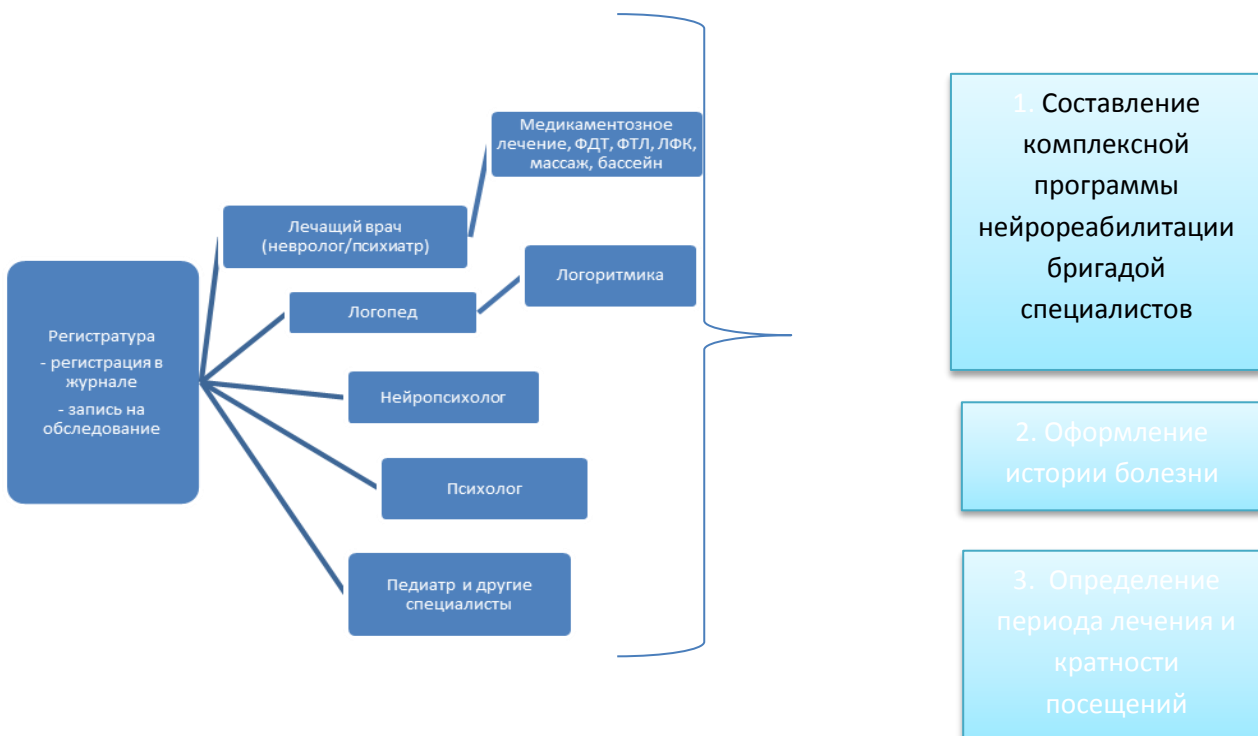 Регистратура
- регистрация в
журнале
- запись на
обследование
Лечащий врач
(невролог/психиатр)
Медикаментозное
лечение, ФДТ, ФТЛ, ЛФК,
массаж, бассейн
Логопед
Логоритмика
Нейропсихолог
Психолог
Педиатр и другие
специалисты
1. Составление
комплексной
программы
нейрореабилитации
бригадой
специалистов
2. Оформление
истории болезни
3. Определение
периода лечения и
кратности
посещений